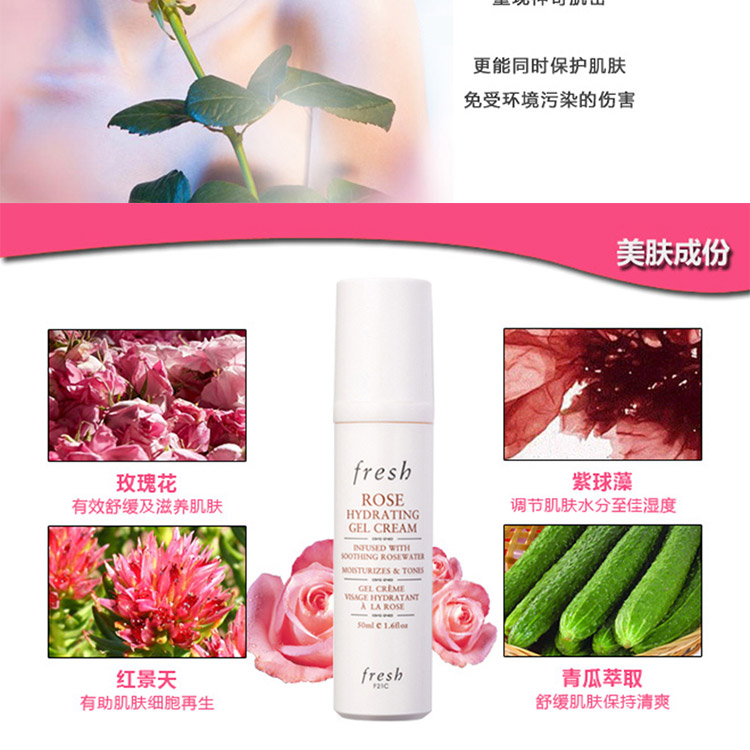 更能同时保护肌肤
免受环境污染的伤害
美肤成份
玫瑰花
有效舒缓及滋养肌肤
紫球藻
调节肌肤水分至佳湿度
fresh
ROSE
HYDRATING
GEL CREAM
INFUSED WITH
SOOTHING ROSEWATER
MOISTURIZES & TONES
GEL CRÈME
VISAGE HYDRATANT
À LA ROSE
50ml e 1.6floz
fresh
F21C
红景天
有助肌肤细胞再生
青瓜萃取
舒缓肌肤保持清爽